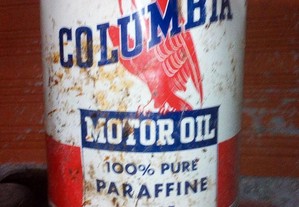 COLUMBIA
MOTOR OIL
100% PURE
PARAFFINE